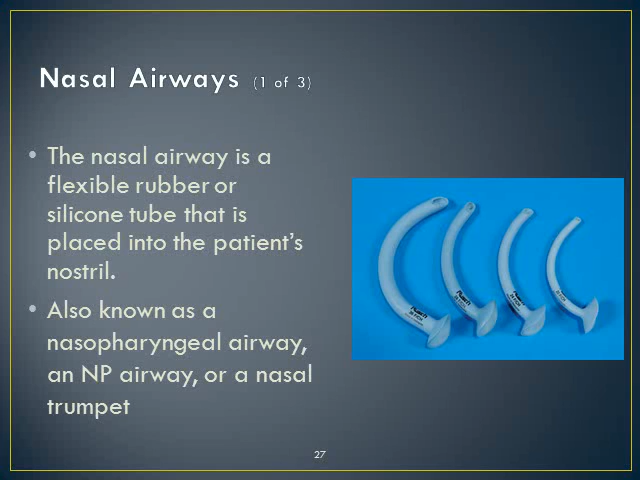 Nasal Airways (1 of 3)
• The nasal airway is a
flexible rubber or
silicone tube that is
placed into the patient's
nostril.
• Also known as a
nasopharyngeal airway,
an NP airway, or a nasal
trumpet
27